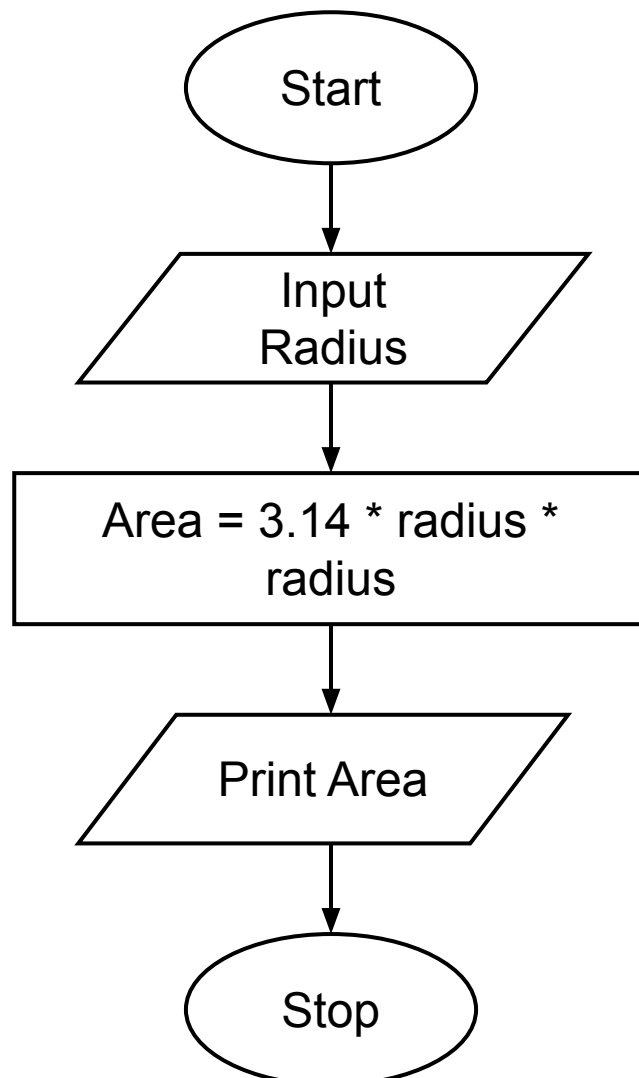 Start
Input
Radius
Area = 3.14 * radius *
radius
Print Area
Stop